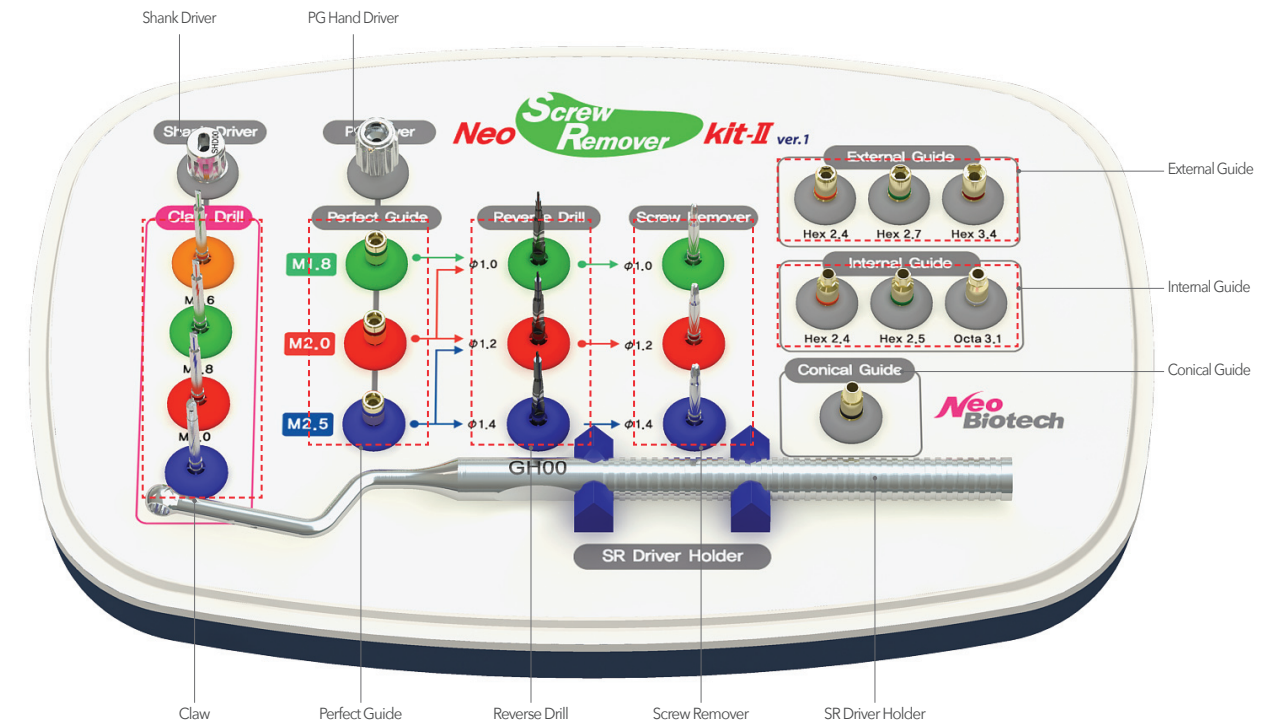 Shank Driver
PG Hand Driver
Screw
Neo Remover kit-II ver.1
Driver
External Guide
External Guide
Hex 2.4 Hex 2.7 Hex 3.4
Drill
Perfect Guide
Reverse Drill
Screw Remover
Internal Guide
Internal Guide
Hex 2.4 Hex 2.5 Octa 3.1
M1.8
φ1.0
φ1.0
M2.0
φ1.2
φ1.2
Conical Guide
Conical Guide
M2.5
φ1.4
φ1.4
Neo
Biotech
GH00
SHD00
SR Driver Holder
Claw
Perfect Guide
Reverse Drill
Screw Remover
SR Driver Holder